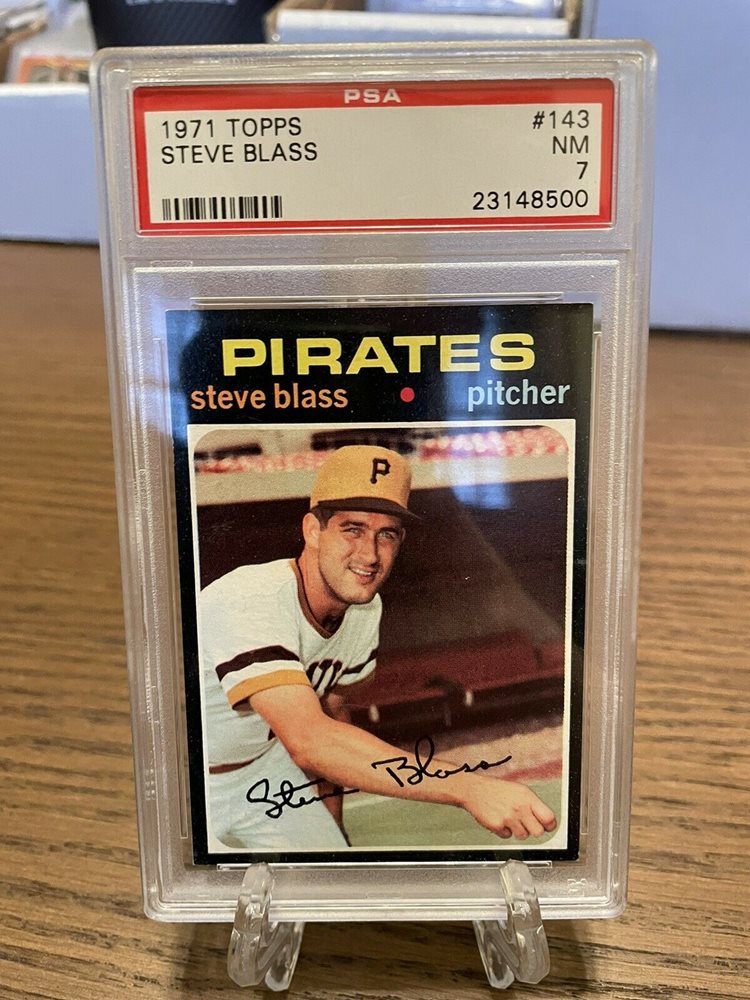 PSA
1971 TOPPS #143
STEVE BLASS NM
7
23148500
PIRATES
steve blass • pitcher
P
Steve Blass